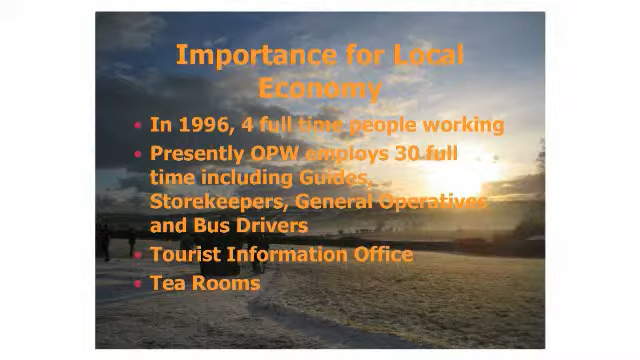 Importance for Local
Economy
• In 1996, 4 full time people working
• Presently OPW employs 30 full
time including Guides,
Storekeepers, General Operatives
and Bus Drivers
• Tourist Information Office
• Tea Rooms